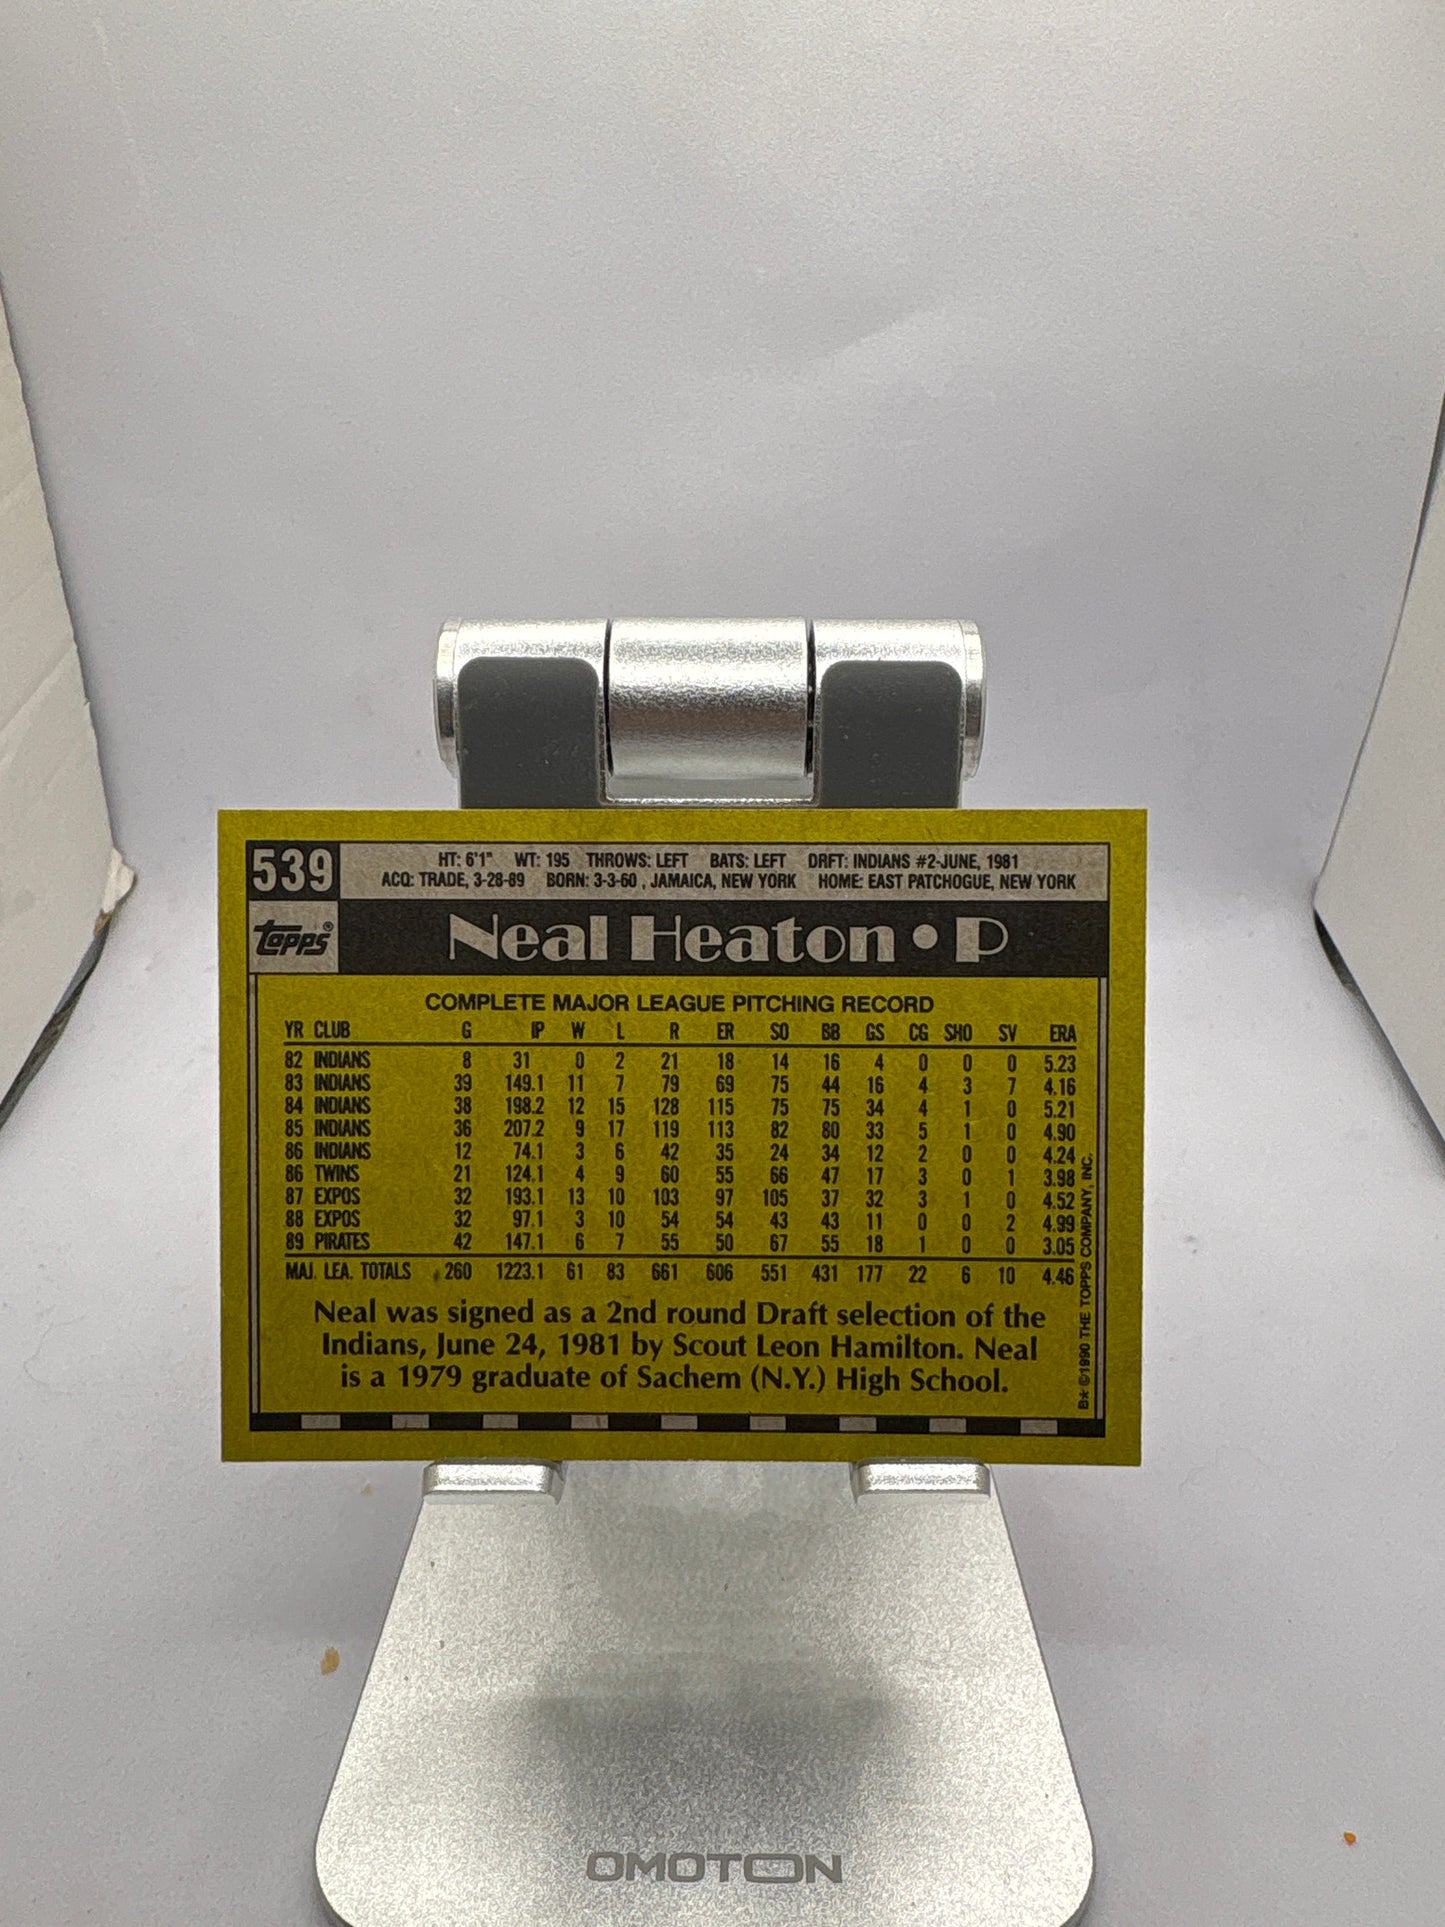 539
HT: 6'1" WT: 195 THROWS: LEFT BATS: LEFT DRFT: INDIANS #2-JUNE, 1981
ACQ: TRADE, 3-28-89 BORN: 3-3-60 , JAMAICA, NEW YORK HOME: EAST PATCHOGUE, NEW YORK
topps®
Neal Heaton • P
COMPLETE MAJOR LEAGUE PITCHING RECORD
YR CLUB G IP W L R ER SO BB GS CG SHO SV ERA
82 INDIANS 8 31 0 2 21 18 14 16 4 0 0 0 5.23
83 INDIANS 39 149.1 11 7 79 69 75 44 16 4 3 7 4.16
84 INDIANS 38 198.2 12 15 128 115 75 75 34 4 1 0 5.21
85 INDIANS 36 207.2 9 17 119 113 82 80 33 5 1 0 4.90
86 INDIANS 12 74.1 3 6 42 35 24 34 12 2 0 0 4.24
86 TWINS 21 124.1 4 9 60 55 66 47 17 3 0 1 3.98
87 EXPOS 32 193.1 13 10 103 97 105 37 32 3 1 0 4.52
88 EXPOS 32 97.1 3 10 54 54 43 43 11 0 0 2 4.99
89 PIRATES 42 147.1 6 7 55 50 67 55 18 1 0 0 3.05
MAJ. LEA. TOTALS 260 1223.1 61 83 661 606 551 431 177 22 6 10 4.46
Neal was signed as a 2nd round Draft selection of the
Indians, June 24, 1981 by Scout Leon Hamilton. Neal
is a 1979 graduate of Sachem (N.Y.) High School.
B* ©1990 THE TOPPS COMPANY, INC.
OMOTON